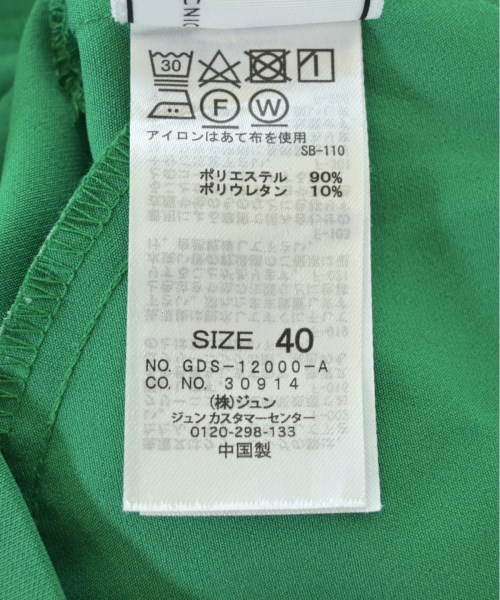 CNIC
30
F W
アイロンはあて布を使用
SB-110
ポリエステル 90%
ポリウレタン 10%
SIZE 40
NO. GDS-12000-A
CO. NO. 30914
(株)ジュン
ジュン カスタマーセンター
0120-298-133
中国製